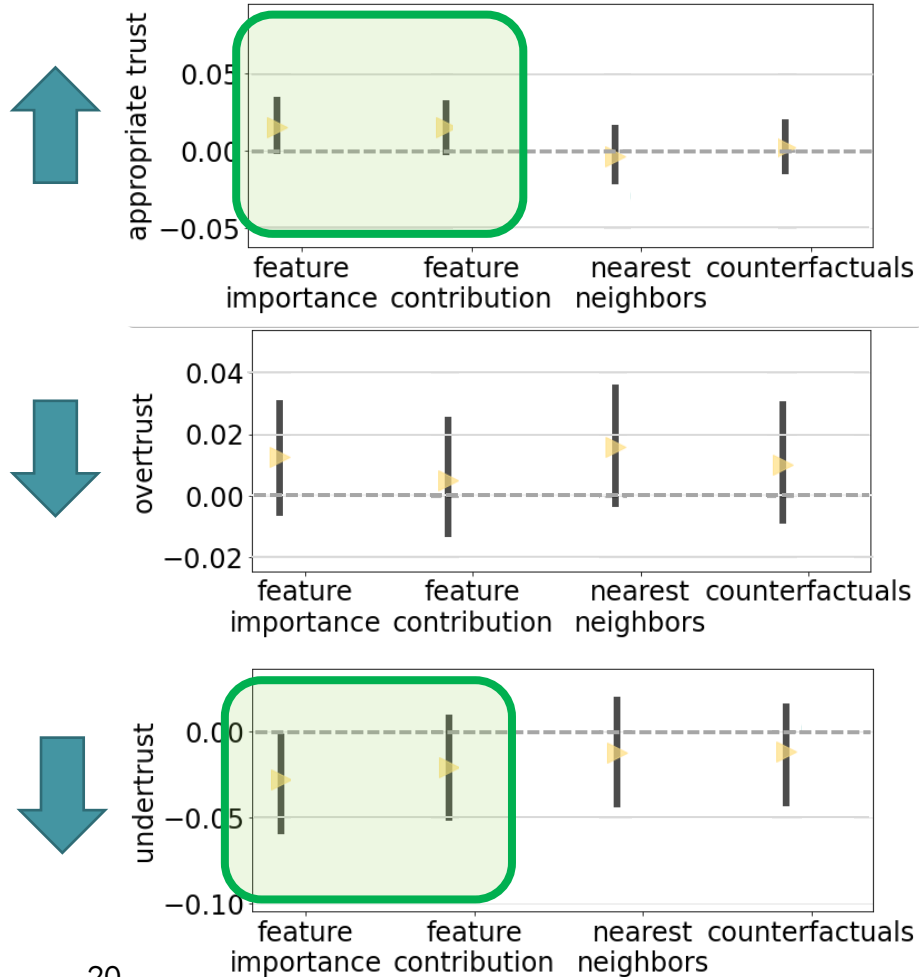 appropriate trust
0.05
0.00
−0.05
feature importance
feature contribution
nearest neighbors
counterfactuals
overtrust
0.04
0.02
0.00
−0.02
feature importance
feature contribution
nearest neighbors
counterfactuals
undertrust
0.00
−0.05
−0.10
feature importance
feature contribution
nearest neighbors
counterfactuals
20